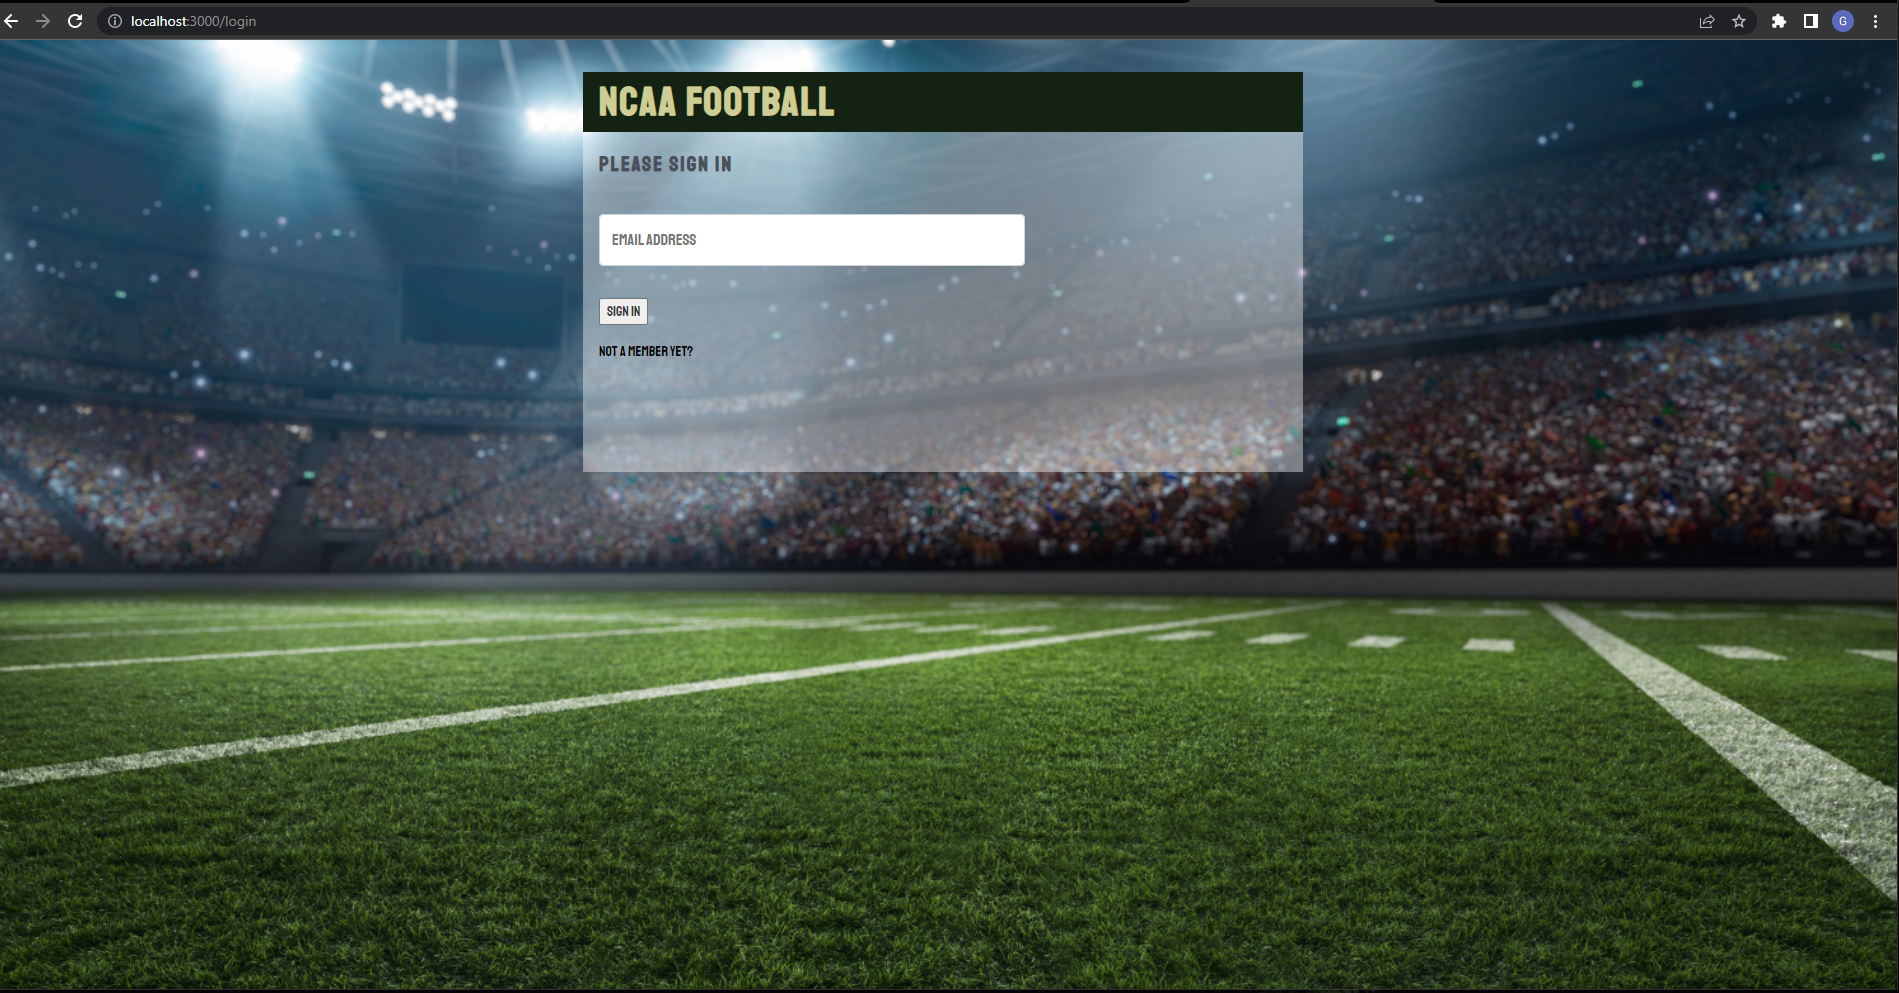 localhost:3000/login
G
NCAA FOOTBALL
PLEASE SIGN IN
EMAIL ADDRESS
SIGN IN
NOT A MEMBER YET?